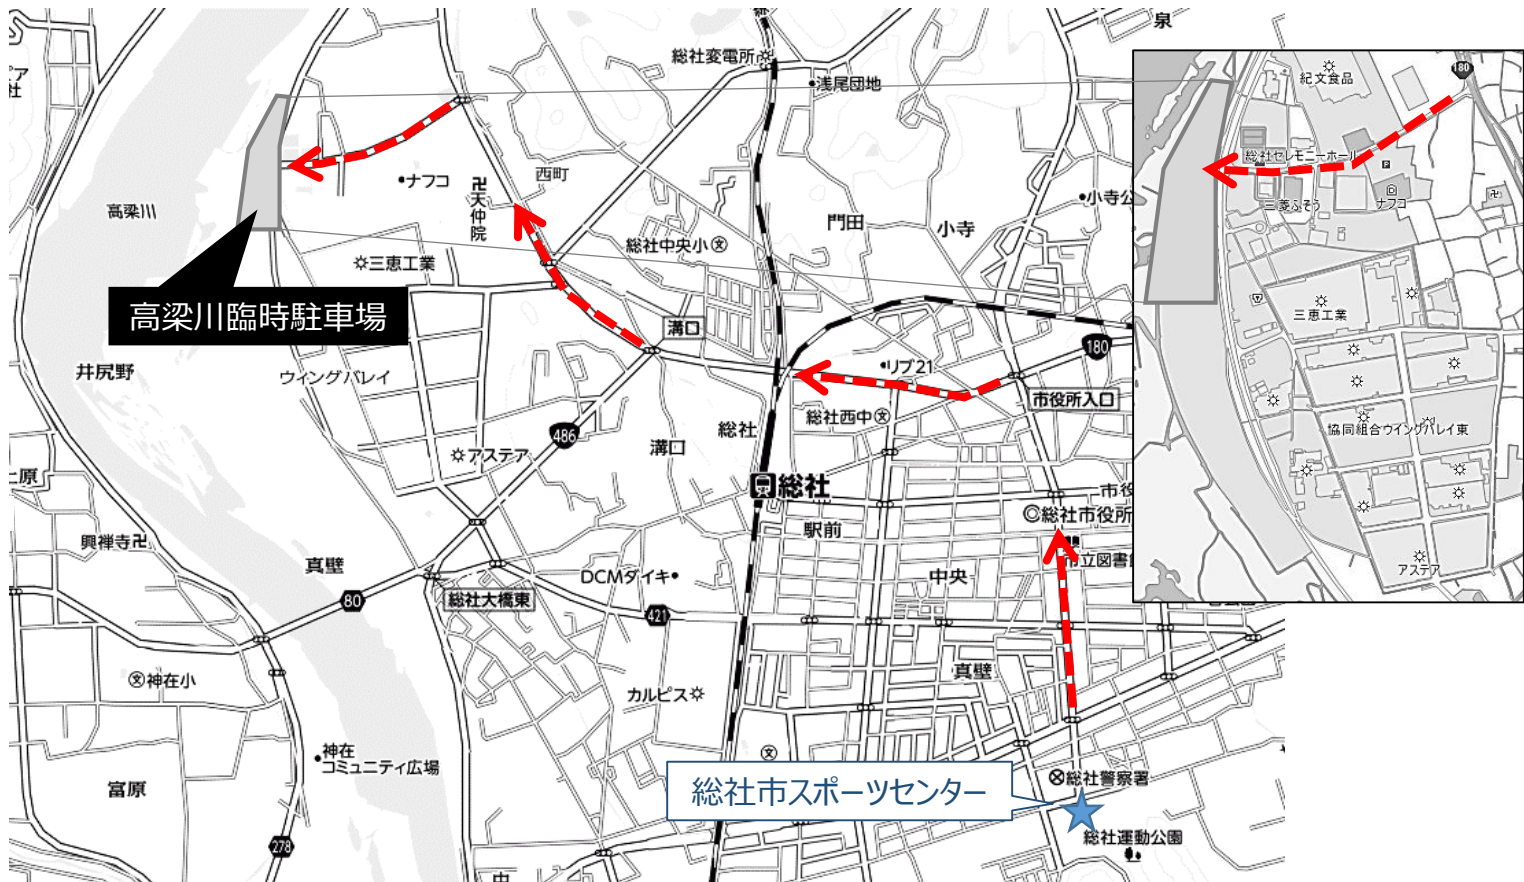 泉
総社変電所
浅尾団地
社
ナフコ
西町
天仲院
高梁川
門田
小寺
小寺公
総社中央小
文
三恵工業
高梁川臨時駐車場
溝口
180
リブ21
井尻野
ウィングバレイ
市役所入口
総社西中
文
486
総社
溝口
アステア
総社
原
市役
総社市役所
駅前
興禅寺
真壁
DCMダイキ
中央
市立図書
80
総社大橋東
421
文
神在小
カルピス
真壁
神在
コミュニティ広場
文
総社警察署
富原
総社市スポーツセンター
総社運動公園
278
中
180
紀文食品
総社セレモニーホール
P
三菱ふそう
ナフコ
三恵工業
協同組合ウイングバレイ東
アステア